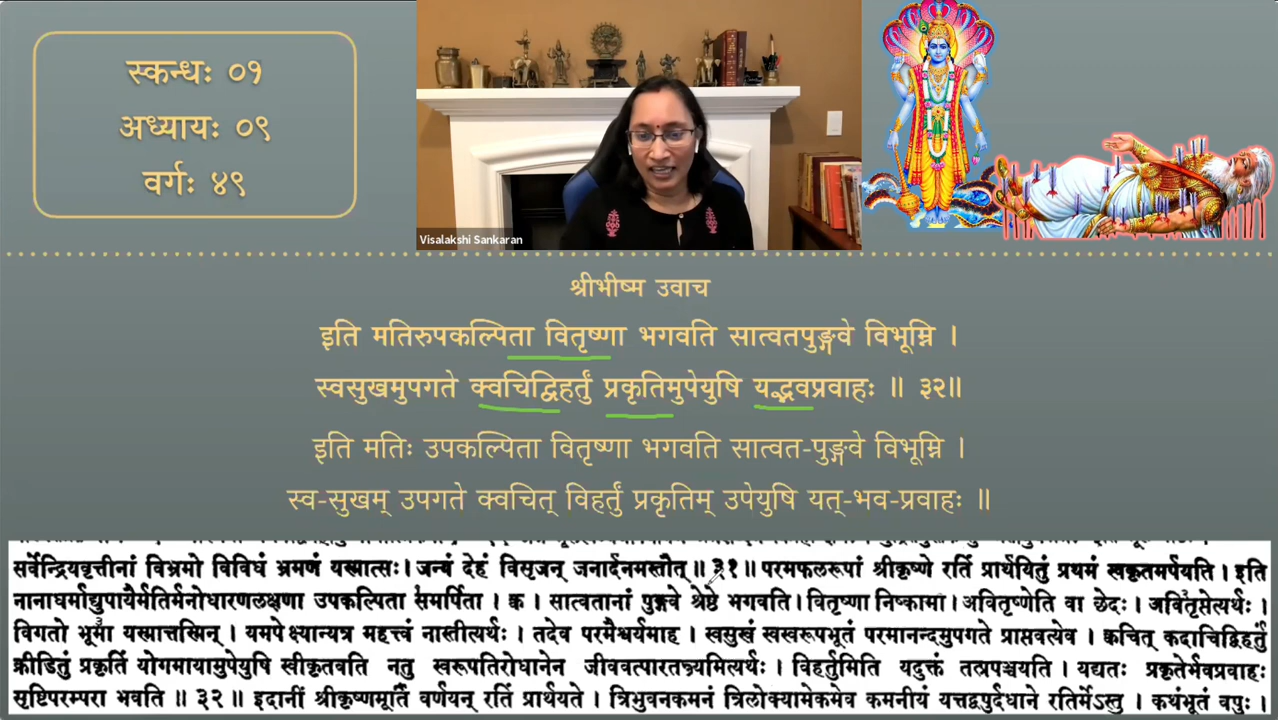 स्कन्धः ०१
अध्यायः ०९
वर्गः ४९
Visalakshi Sankaran
श्रीभीष्म उवाच
इति मतिरुपकल्पिता वितृष्णा भगवति सात्वतपुङ्गवे विभूम्नि ।
स्वसुखमुपगते क्वचिद्विहर्तुं प्रकृतिमुपेयुषि यद्भवप्रवाहः ॥ ३२॥
इति मतिः उपकल्पिता वितृष्णा भगवति सात्वत-पुङ्गवे विभूम्नि ।
स्व-सुखम् उपगते क्वचित् विहर्तुं प्रकृतिम् उपेयुषि यत्-भव-प्रवाहः ॥
सर्वेन्द्रियवृत्तीनां विभ्रमो विविधं भ्रमणं यस्मात्सः। जन्यं देहं विसृजन् जनार्दनमस्तौत् ॥ ३१॥ परमफलरूपां श्रीकृष्णे रतिं प्रार्थयितुं प्रथमं स्वकृतमर्पयति। इति
नानाधर्माद्युपायैर्मतिर्मनोधारणलक्षणा उपकल्पिता समर्पिता । क्व । सात्वतानां पुङ्गवे श्रेष्ठे भगवति। वितृष्णा निष्कामा। अवितृष्णेति वा छेदः। अवितृप्तेत्यर्थः।
विगतो भूमा यस्मात्तस्मिन् । यमपेक्ष्यान्यत्र महत्त्वं नास्तीत्यर्थः । तदेव परमैश्वर्यमाह । स्वसुखं स्वस्वरूपभूतं परमानन्दमुपगते प्राप्तवत्येव । क्वचित् कदाचिद्विहर्तुं
क्रीडितुं प्रकृतिं योगमायामुपेयुषि स्वीकृतवति नतु स्वरूपतिरोधानेन जीववत्पारतन्त्र्यमित्यर्थः । विहर्तुमिति यदुक्तं तत्प्रपञ्चयति । यद्यतः प्रकृतेर्भवप्रवाहः
सृष्टिपरम्परा भवति ॥ ३२ ॥ इदानीं श्रीकृष्णमूर्तिं वर्णयन् रतिं प्रार्थयते । त्रिभुवनकमनं त्रिलोक्यामेकमेव कमनीयं यत्तद्वपुर्दधाने रतिर्मेऽस्तु । कथंभूतं वपुः ।